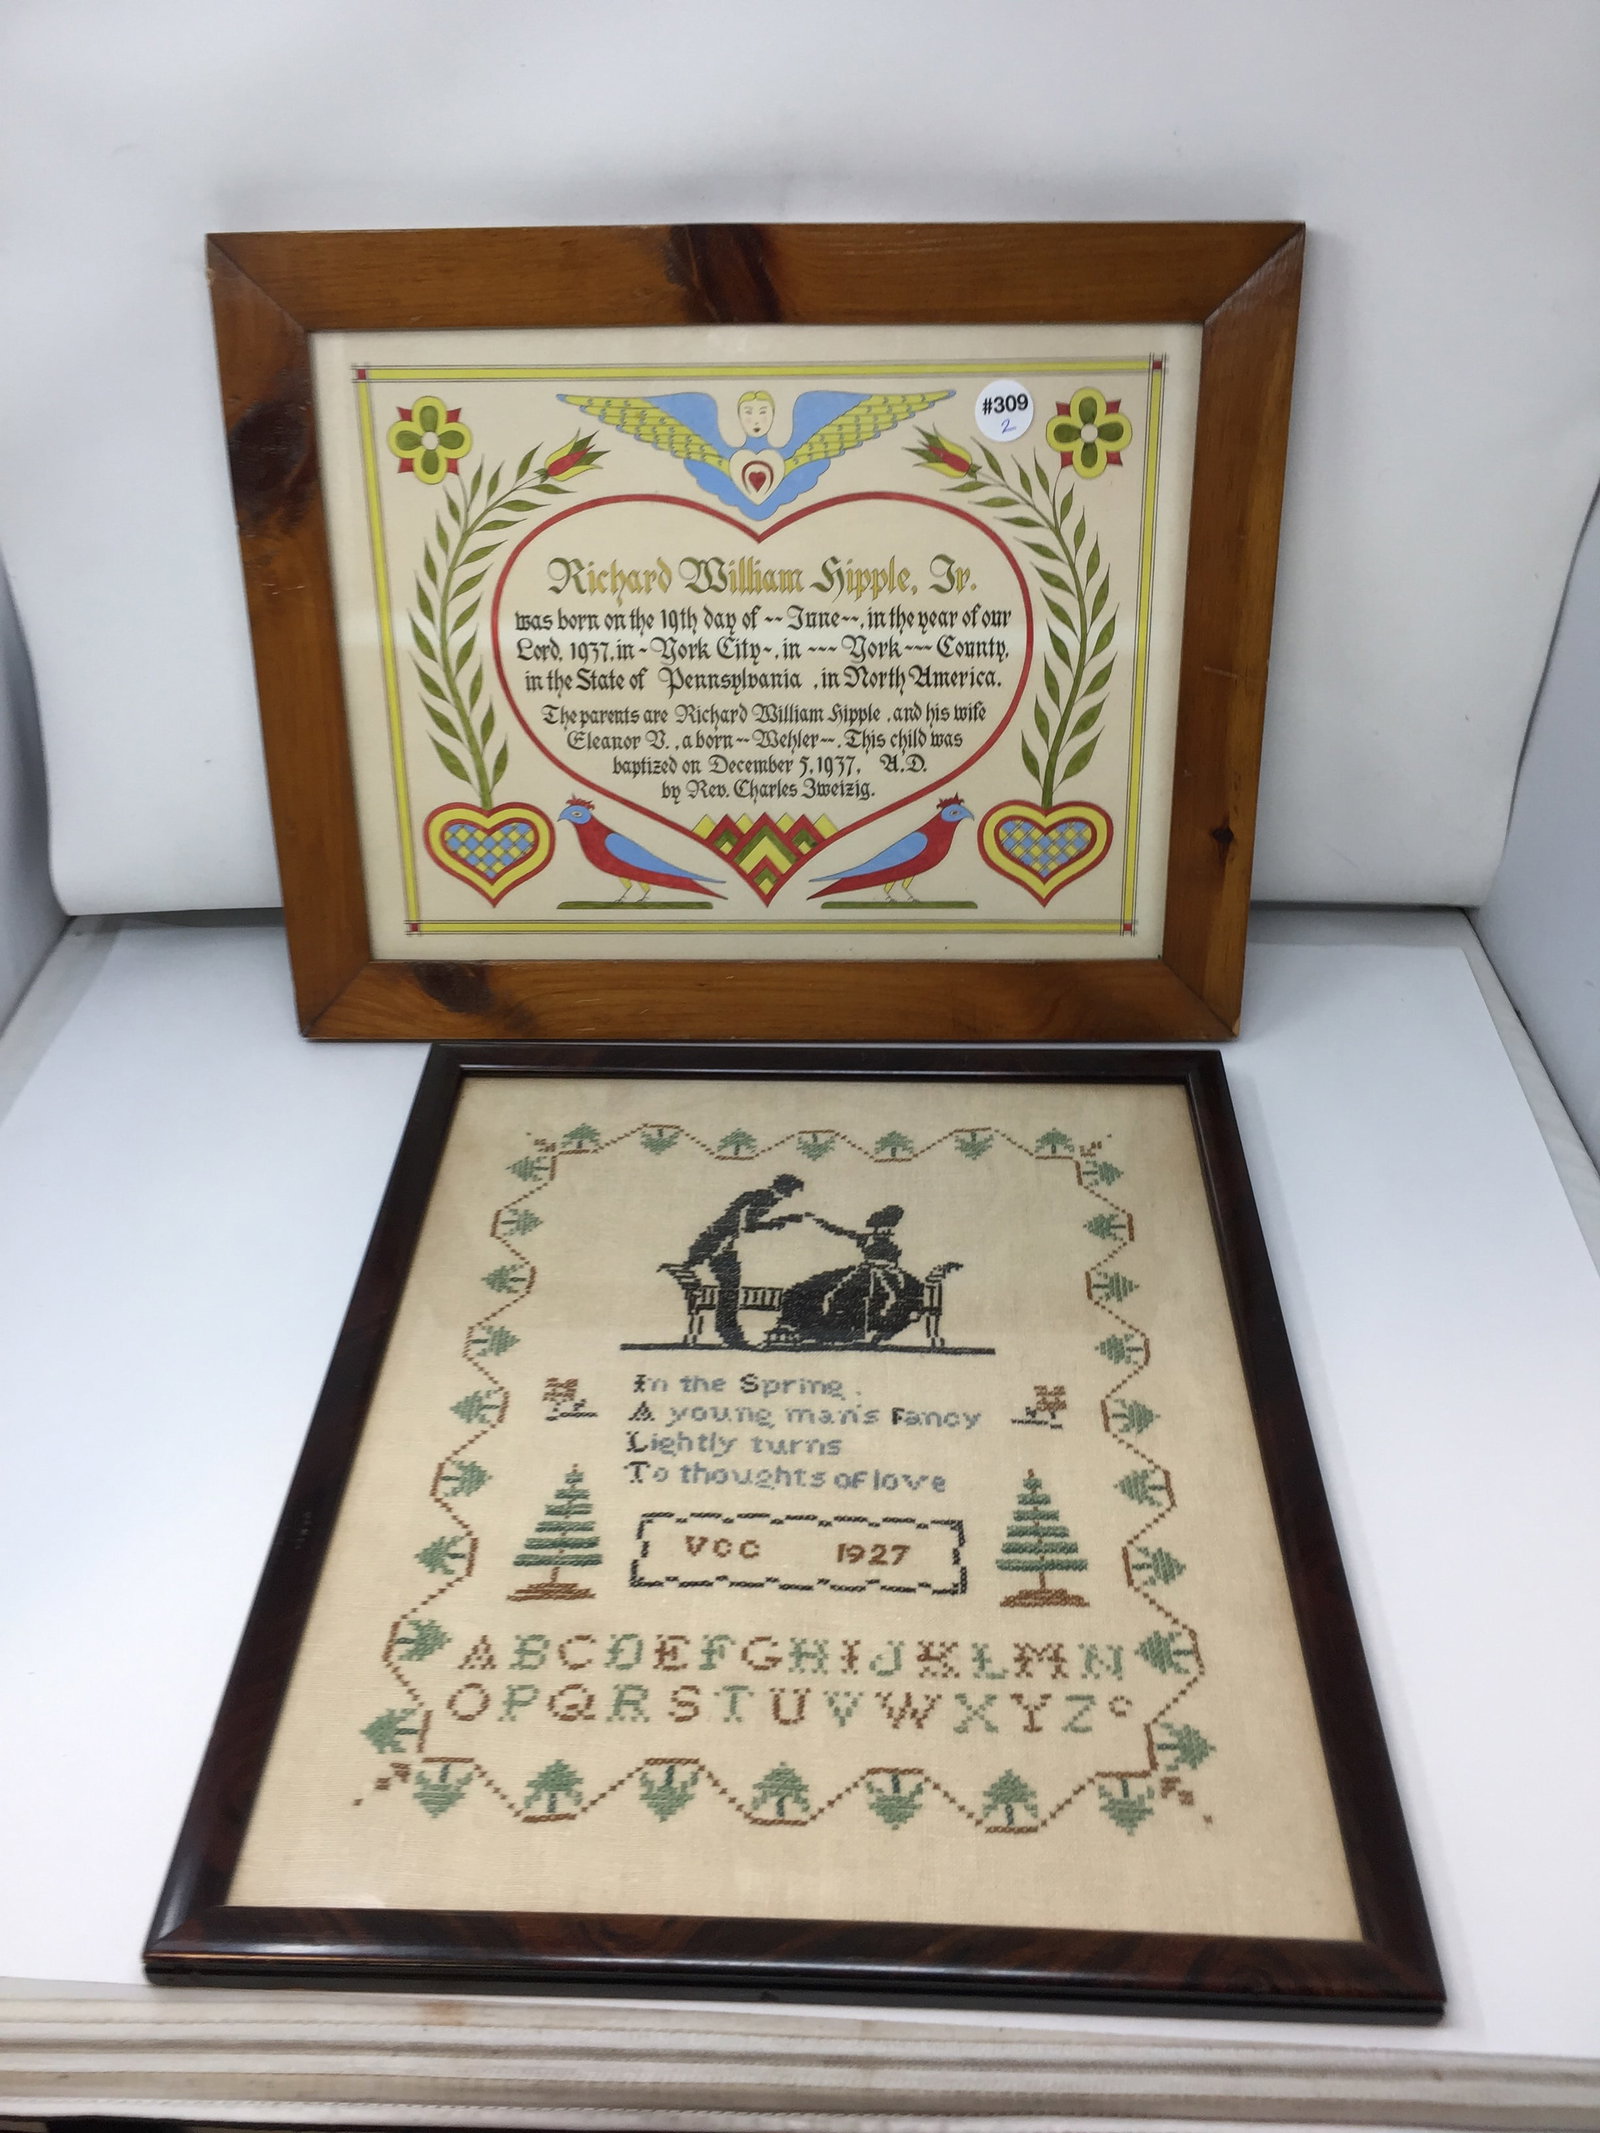 #309
2
Richard William Hipple, Jr.
was born on the 19th day of -- June --, in the year of our
Lord, 1937, in - York City -, in --- York --- County,
in the State of Pennsylvania , in North America.
The parents are Richard William Hipple , and his wife
Eleanor V. , a born -- Wehler --. This child was
baptized on December 5, 1937, A.D.
by Rev. Charles Zweizig.
In the Spring,
A young man's Fancy
Lightly turns
To thoughts of love
VCC 1927
ABCDEFGHIJKLMN
OPQRSTUVWXYZ